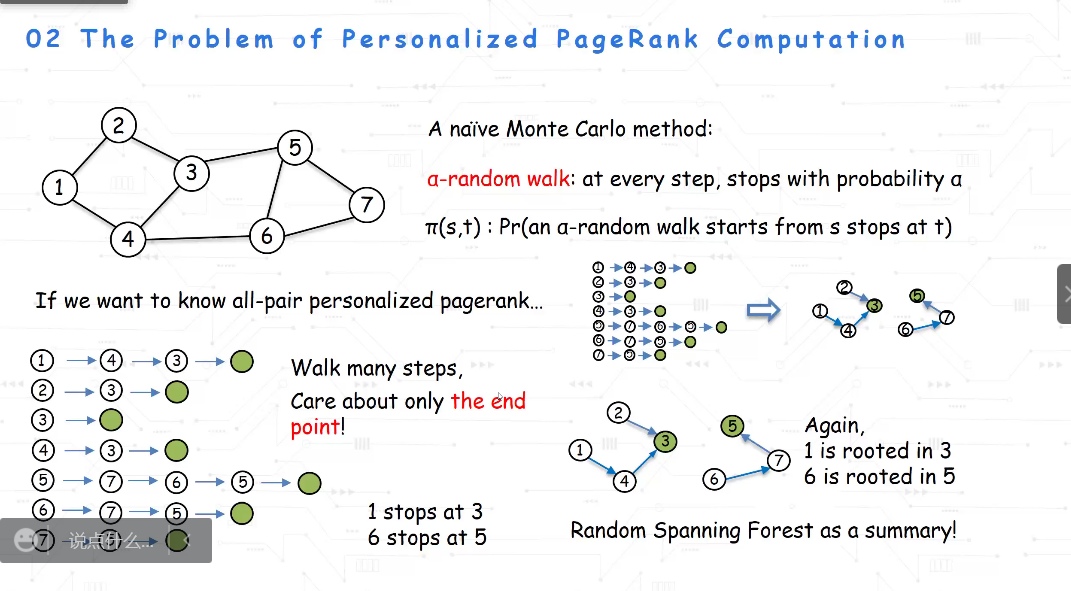 02 The Problem of Personalized PageRank Computation
2
5
3
1
7
4
6
A naïve Monte Carlo method:
α-random walk: at every step, stops with probability α
π(s,t) : Pr(an α-random walk starts from s stops at t)
If we want to know all-pair personalized pagerank...
1 4 3
2 3
3
4 3
5 7 6 5
6 7 5
7
Walk many steps,
Care about only the end
point!
1 stops at 3
6 stops at 5
1 4 3
2 3
3
4 3
5 7 6 5
6 7 5
7 5
2 5
3
1 7
4 6
2
5
3
1
7
4
6
Again,
1 is rooted in 3
6 is rooted in 5
Random Spanning Forest as a summary!
说点什么...